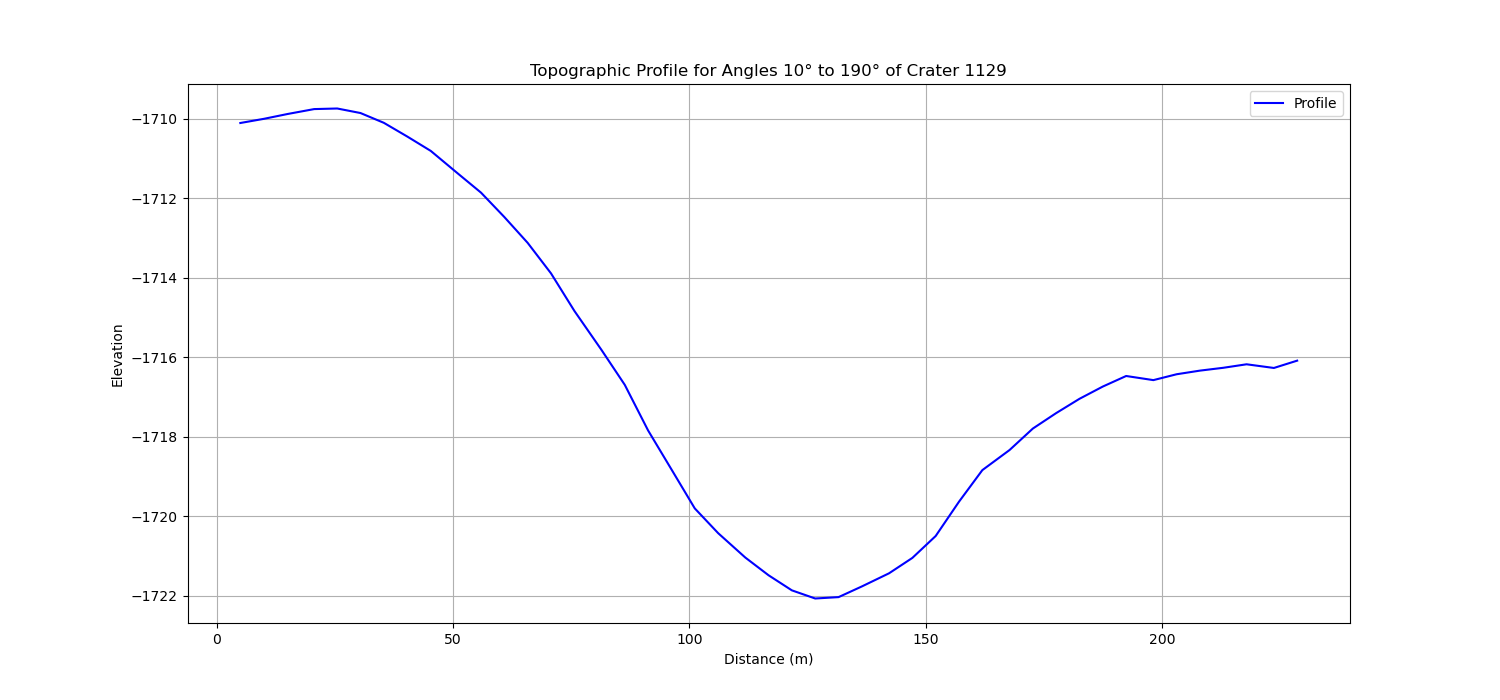 Topographic Profile for Angles 10° to 190° of Crater 1129
Profile
Elevation
−1710
−1712
−1714
−1716
−1718
−1720
−1722
0 50 100 150 200
Distance (m)